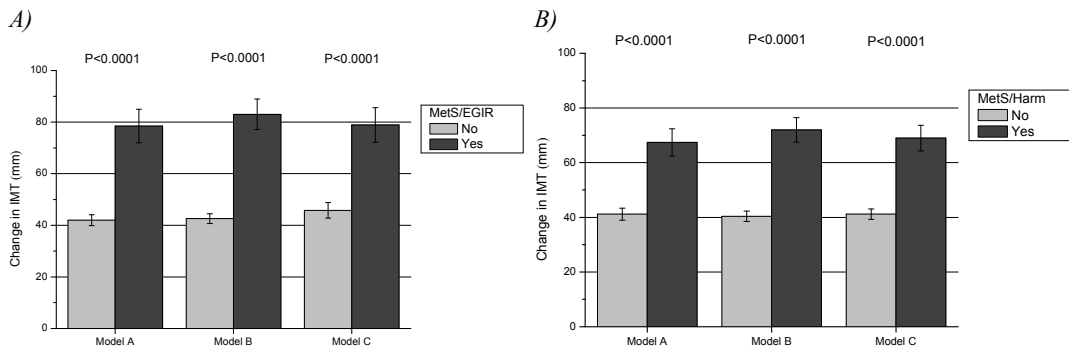 A)
P<0.0001 P<0.0001 P<0.0001
100
80
60
40
20
0
Change in IMT (mm)
Model A Model B Model C
MetS/EGIR
No
Yes
B)
P<0.0001 P<0.0001 P<0.0001
100
80
60
40
20
0
Change in IMT (mm)
Model A Model B Model C
MetS/Harm
No
Yes